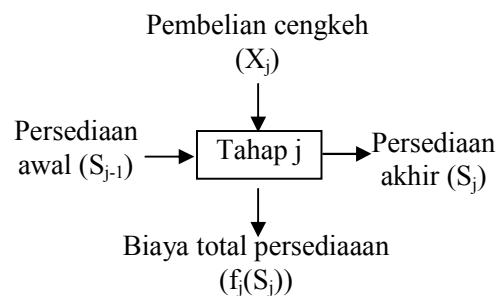 Pembelian cengkeh
(Xj)
Persediaan
awal (Sj-1)
Tahap j
Persediaan
akhir (Sj)
Biaya total persediaaan
(fj(Sj))